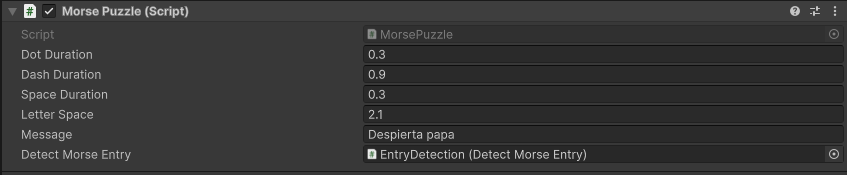 Morse Puzzle (Script)
Script MorsePuzzle
Dot Duration 0.3
Dash Duration 0.9
Space Duration 0.3
Letter Space 2.1
Message Despierta papa
Detect Morse Entry EntryDetection (Detect Morse Entry)